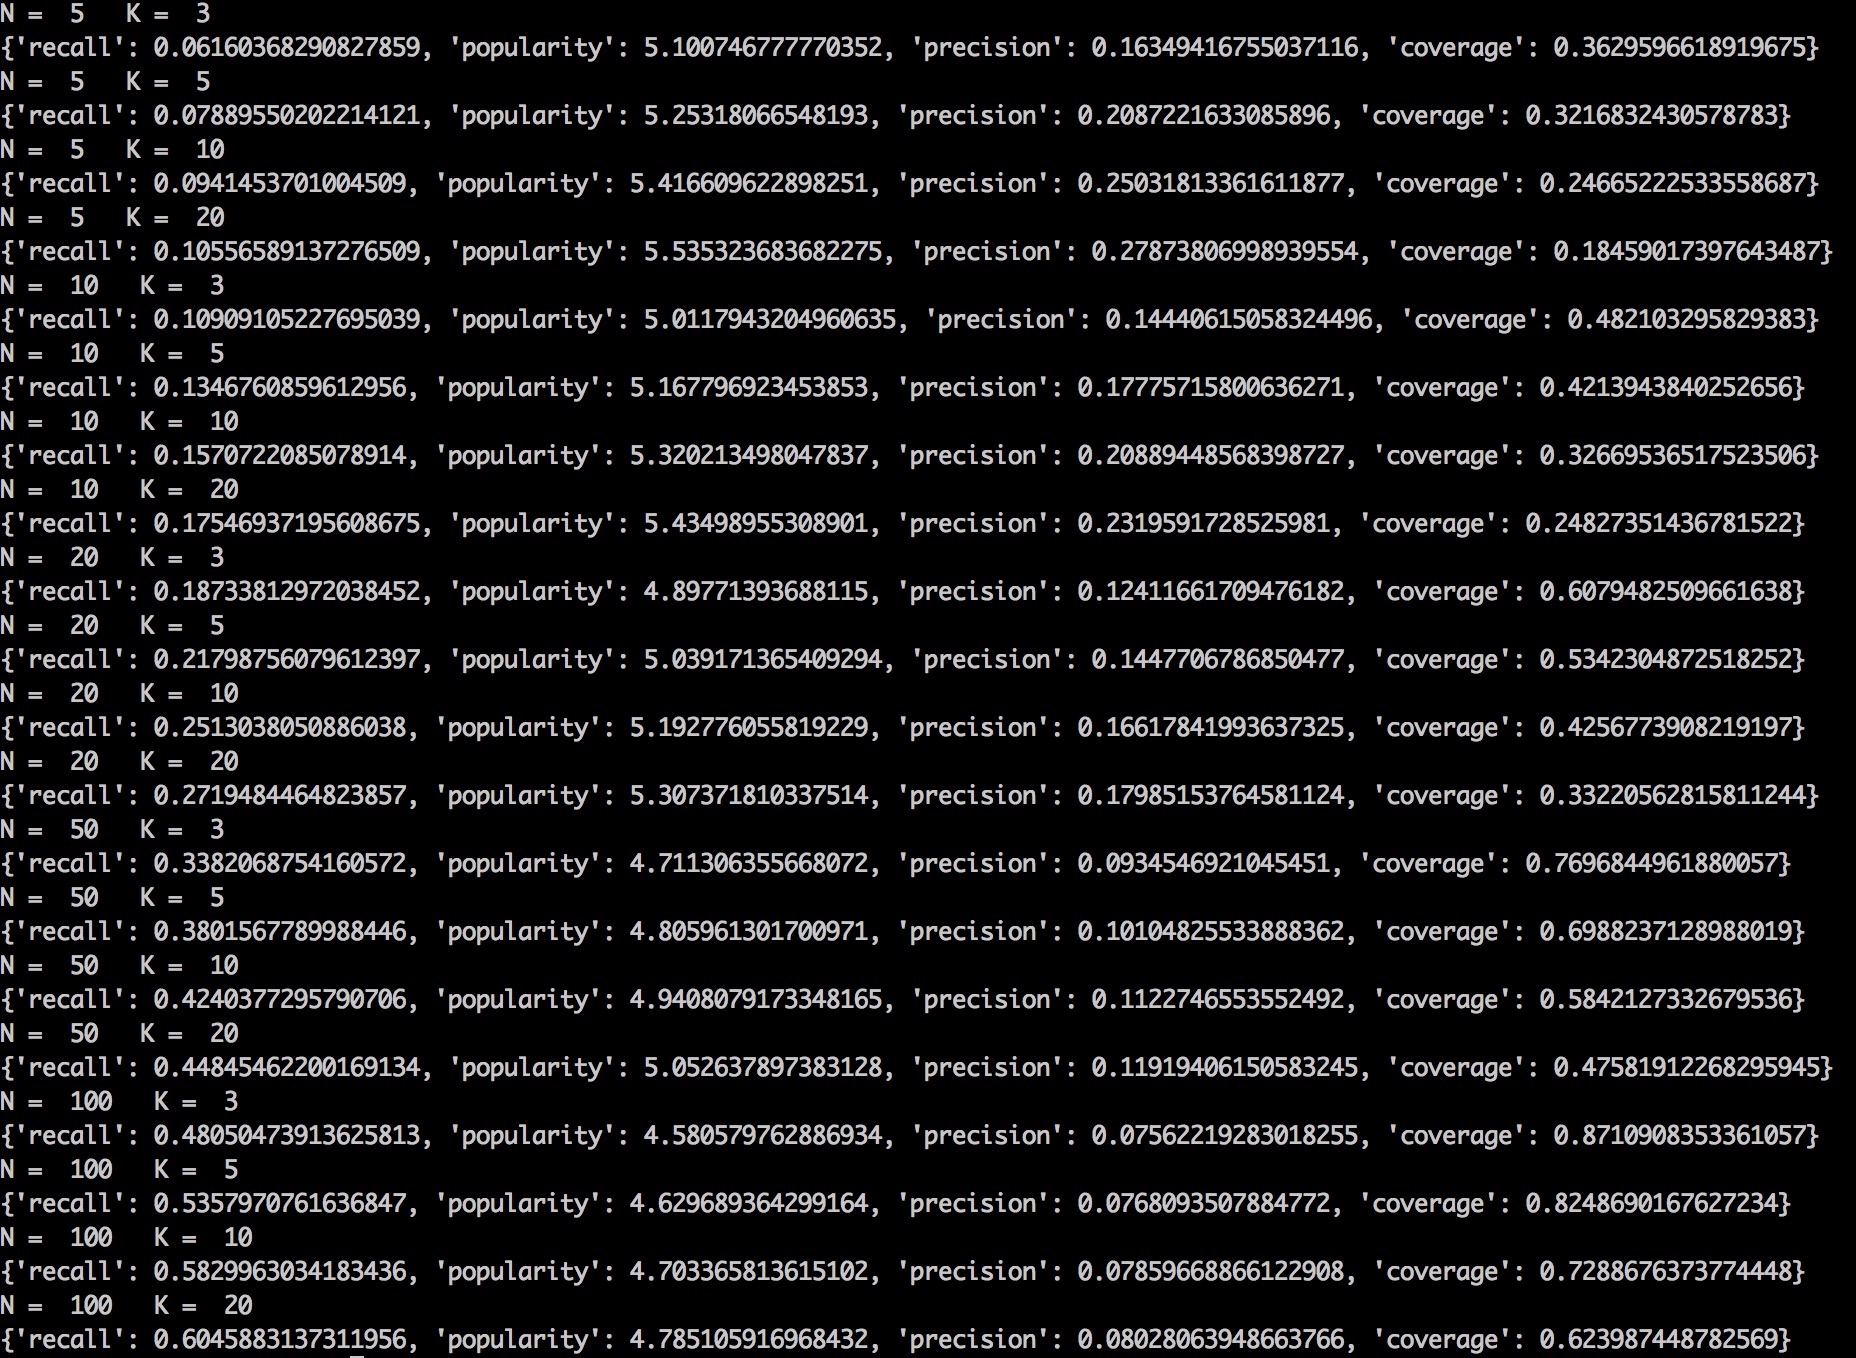 N =  5   K =  3
{'recall': 0.06160368290827859, 'popularity': 5.100746777770352, 'precision': 0.16349416755037116, 'coverage': 0.3629596618919675}
N =  5   K =  5
{'recall': 0.07889550202214121, 'popularity': 5.25318066548193, 'precision': 0.2087221633085896, 'coverage': 0.3216832430578783}
N =  5   K =  10
{'recall': 0.0941453701004509, 'popularity': 5.416609622898251, 'precision': 0.25031813361611877, 'coverage': 0.24665222533558687}
N =  5   K =  20
{'recall': 0.10556589137276509, 'popularity': 5.535323683682275, 'precision': 0.27873806998939554, 'coverage': 0.18459017397643487}
N =  10   K =  3
{'recall': 0.10909105227695039, 'popularity': 5.0117943204960635, 'precision': 0.14440615058324496, 'coverage': 0.482103295829383}
N =  10   K =  5
{'recall': 0.1346760859612956, 'popularity': 5.167796923453853, 'precision': 0.17775715800636271, 'coverage': 0.4213943840252656}
N =  10   K =  10
{'recall': 0.1570722085078914, 'popularity': 5.320213498047837, 'precision': 0.20889448568398727, 'coverage': 0.32669536517523506}
N =  10   K =  20
{'recall': 0.17546937195608675, 'popularity': 5.43498955308901, 'precision': 0.2319591728525981, 'coverage': 0.24827351436781522}
N =  20   K =  3
{'recall': 0.18733812972038452, 'popularity': 4.89771393688115, 'precision': 0.12411661709476182, 'coverage': 0.6079482509661638}
N =  20   K =  5
{'recall': 0.21798756079612397, 'popularity': 5.039171365409294, 'precision': 0.1447706786850477, 'coverage': 0.5342304872518252}
N =  20   K =  10
{'recall': 0.2513038050886038, 'popularity': 5.192776055819229, 'precision': 0.16617841993637325, 'coverage': 0.4256773908219197}
N =  20   K =  20
{'recall': 0.2719484464823857, 'popularity': 5.307371810337514, 'precision': 0.17985153764581124, 'coverage': 0.33220562815811244}
N =  50   K =  3
{'recall': 0.3382068754160572, 'popularity': 4.711306355668072, 'precision': 0.0934546921045451, 'coverage': 0.7696844961880057}
N =  50   K =  5
{'recall': 0.3801567789988446, 'popularity': 4.805961301700971, 'precision': 0.10104825533888362, 'coverage': 0.6988237128988019}
N =  50   K =  10
{'recall': 0.4240377295790706, 'popularity': 4.9408079173348165, 'precision': 0.1122746553552492, 'coverage': 0.5842127332679536}
N =  50   K =  20
{'recall': 0.44845462200169134, 'popularity': 5.052637897383128, 'precision': 0.11919406150583245, 'coverage': 0.475819122268295945}
N =  100   K =  3
{'recall': 0.48050473913625813, 'popularity': 4.580579762886934, 'precision': 0.07562219283018255, 'coverage': 0.8710908353361057}
N =  100   K =  5
{'recall': 0.5357970761636847, 'popularity': 4.629689364299164, 'precision': 0.0768093507884772, 'coverage': 0.8248690167627234}
N =  100   K =  10
{'recall': 0.5829963034183436, 'popularity': 4.703365813615102, 'precision': 0.07859668866122908, 'coverage': 0.7288676373774448}
N =  100   K =  20
{'recall': 0.6045883137311956, 'popularity': 4.785105916968432, 'precision': 0.08028063948663766, 'coverage': 0.623987448782569}